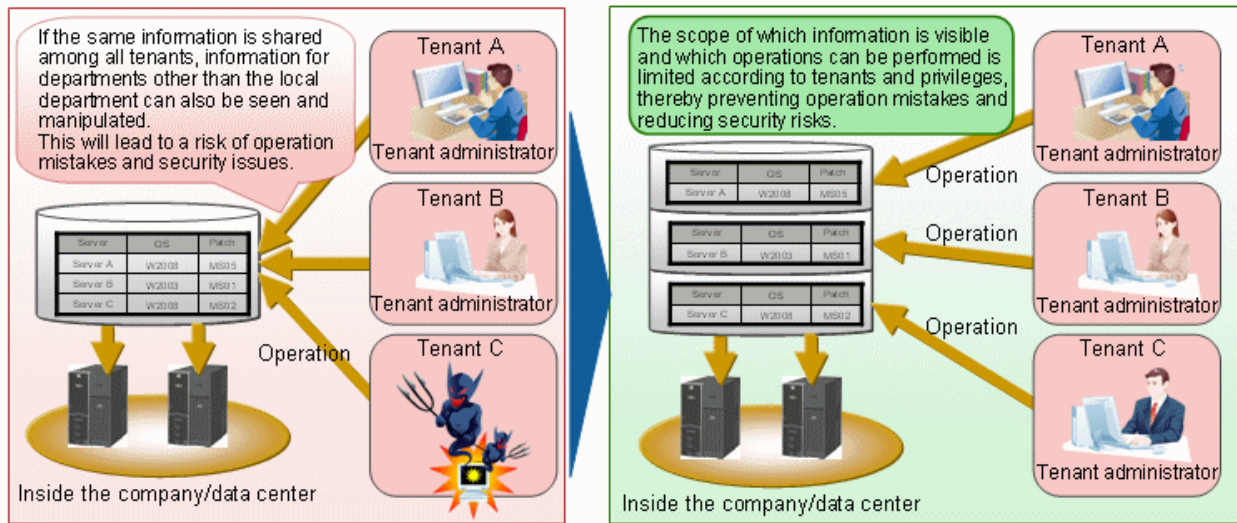 If the same information is shared
among all tenants, information for
departments other than the local
department can also be seen and
manipulated.
This will lead to a risk of operation
mistakes and security issues.
Tenant A
Tenant administrator
Tenant B
Tenant administrator
Server OS Patch
Server A W2008 MS05
Server B W2003 MS01
Server C W2008 MS02
Operation
Tenant C
Inside the company/data center
The scope of which information is visible
and which operations can be performed is
limited according to tenants and privileges,
thereby preventing operation mistakes and
reducing security risks.
Tenant A
Tenant administrator
Server OS Patch
Server A W2008 MS05
Operation
Tenant B
Tenant administrator
Server OS Patch
Server B W2003 MS01
Operation
Server OS Patch
Server C W2008 MS02
Operation
Tenant C
Tenant administrator
Inside the company/data center